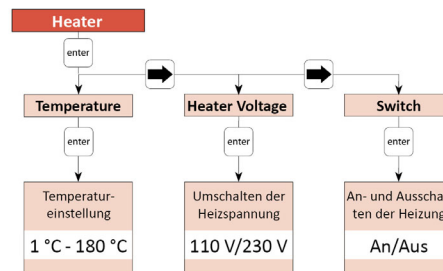 Heater
enter
Temperature
Heater Voltage
Switch
enter
enter
enter
Temperatur-
einstellung
Umschalten der
Heizspannung
An- und Ausschal
ten der Heizung
1 °C - 180 °C
110 V/230 V
An/Aus